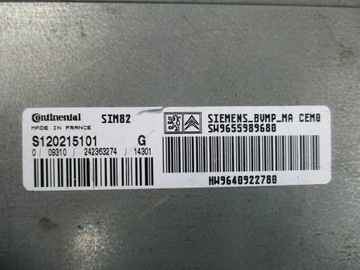 Continental SIM82
MADE IN FRANCE
S120215101 G
0 / 09310 / 242363274 / 14301
SIEMENS_BVMP_MA CEM0
SW9655989680
HW9640922780